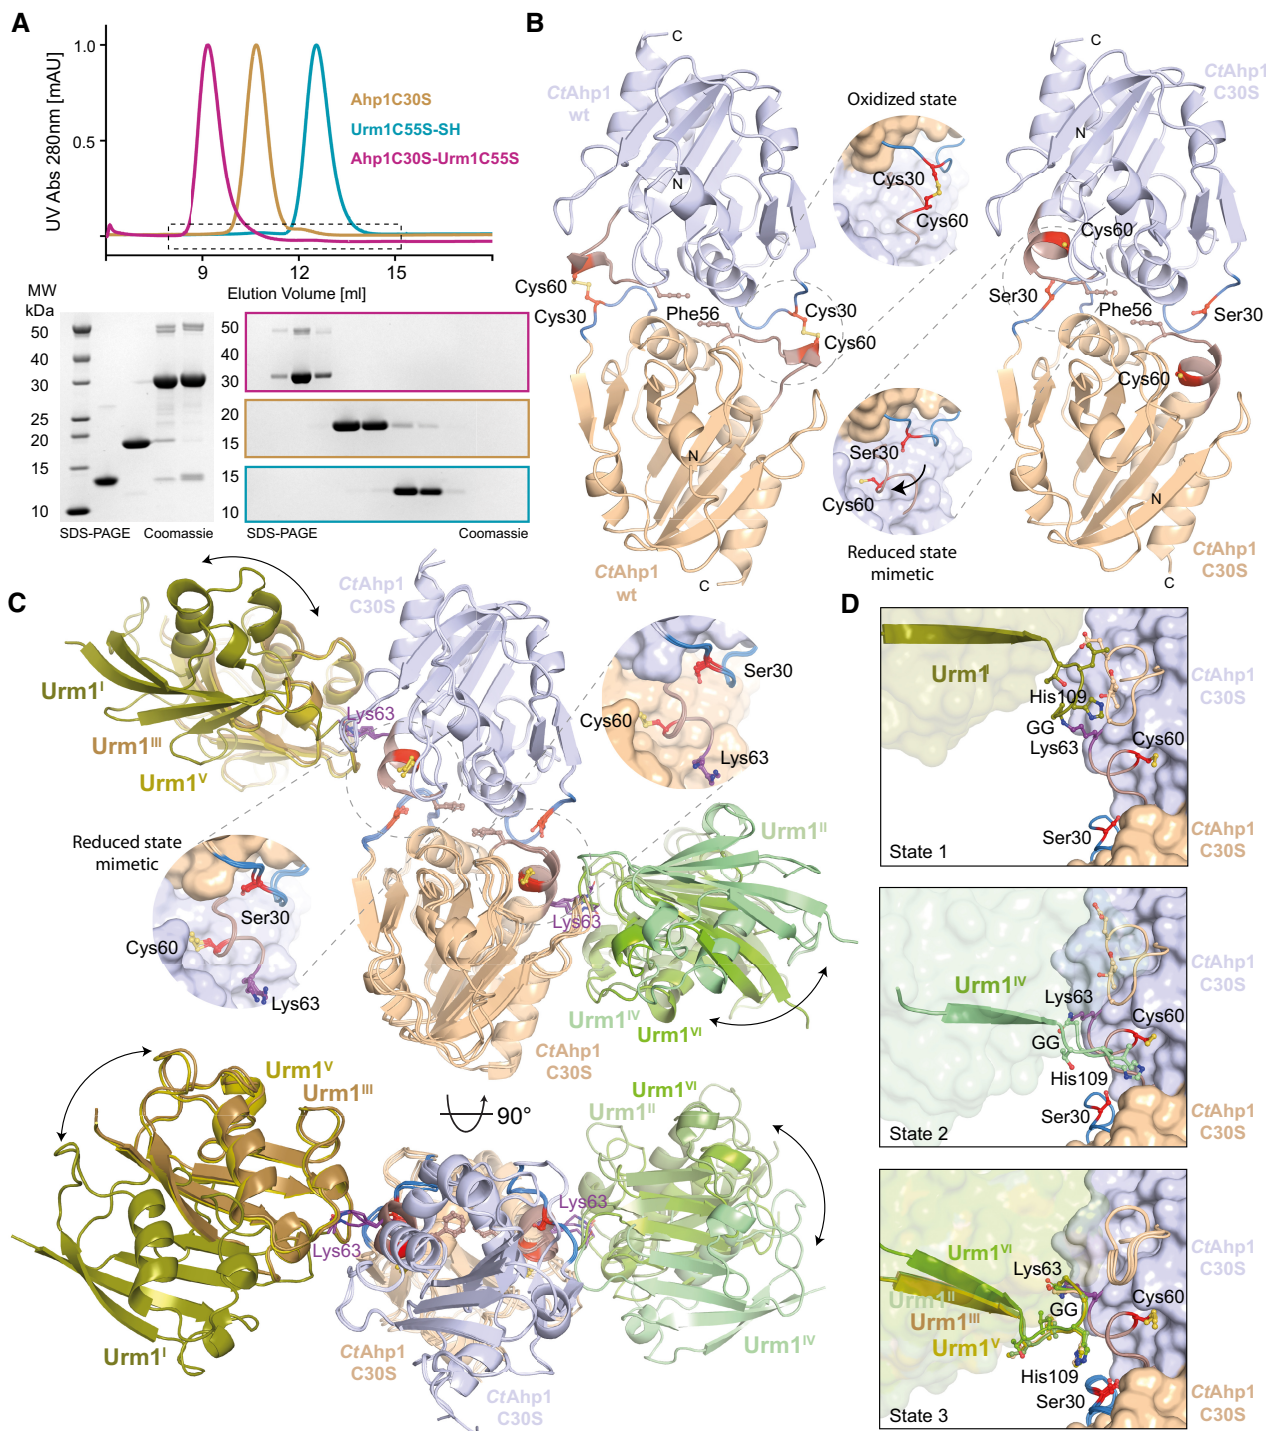 A
UV Abs 280nm [mAU]
1.0
0.5
9
12
15
Elution Volume [ml]
Ahp1C30S
Urm1C55S-SH
Ahp1C30S-Urm1C55S
MW
kDa
50
40
30
25
20
15
10
SDS-PAGE
Coomassie
50
40
30
20
15
15
10
SDS-PAGE
Coomassie
B
C
CtAhp1
wt
N
Cys60
Cys30
Phe56
Cys30
Cys60
N
CtAhp1
wt
C
Oxidized state
Cys30
Cys60
Ser30
Cys60
Reduced state
mimetic
C
CtAhp1
C30S
N
Cys60
Ser30
Phe56
Ser30
Cys60
N
CtAhp1
C30S
C
C
Urm1I
Urm1III
Urm1V
CtAhp1
C30S
Lys63
Ser30
Cys60
Lys63
Reduced state
mimetic
Ser30
Cys60
Lys63
Urm1II
Lys63
Urm1IV
Urm1VI
CtAhp1
C30S
90°
Urm1V
Urm1III
Urm1I
Lys63
Lys63
CtAhp1
C30S
CtAhp1
C30S
Urm1VI
Urm1II
Urm1IV
D
Urm1I
His109
GG
Lys63
Cys60
Ser30
State 1
CtAhp1
C30S
CtAhp1
C30S
Urm1IV
Lys63
Cys60
GG
His109
Ser30
State 2
CtAhp1
C30S
CtAhp1
C30S
Urm1VI
Lys63
Urm1II
GG
Cys60
Urm1III
Urm1V
His109
Ser30
State 3
CtAhp1
C30S
CtAhp1
C30S